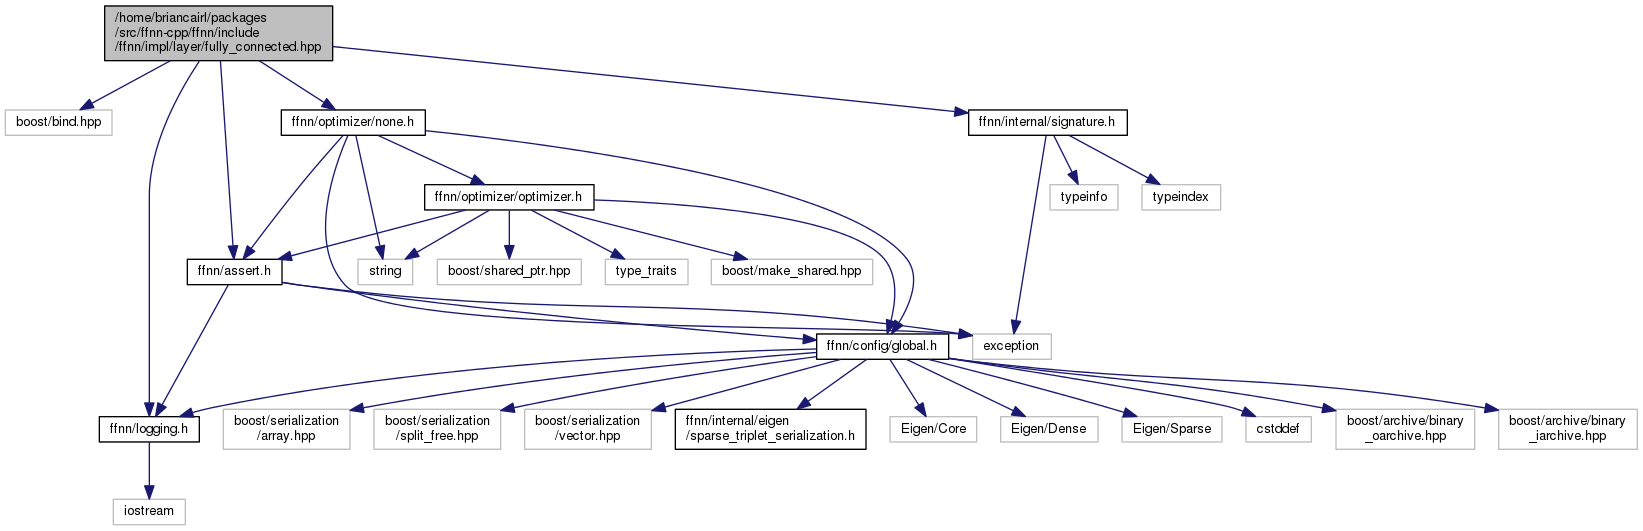 /home/briancairl/packages
/src/ffnn-cpp/ffnn/include
/ffnn/impl/layer/fully_connected.hpp
boost/bind.hpp
ffnn/optimizer/none.h
ffnn/internal/signature.h
ffnn/optimizer/optimizer.h
typeinfo
typeindex
ffnn/assert.h
string
boost/shared_ptr.hpp
type_traits
boost/make_shared.hpp
ffnn/config/global.h
exception
ffnn/logging.h
boost/serialization
/array.hpp
boost/serialization
/split_free.hpp
boost/serialization
/vector.hpp
ffnn/internal/eigen
/sparse_triplet_serialization.h
Eigen/Core
Eigen/Dense
Eigen/Sparse
cstddef
boost/archive/binary
_oarchive.hpp
boost/archive/binary
_iarchive.hpp
iostream